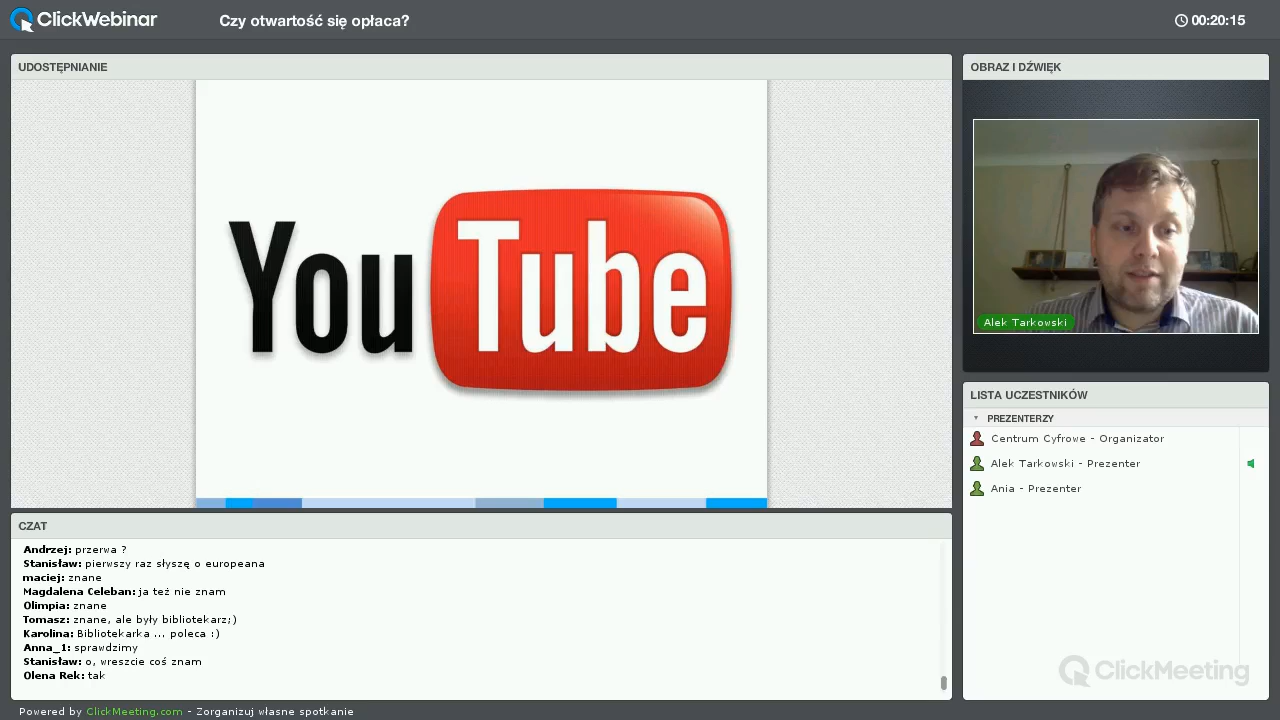 ClickWebinar
Czy otwartość się opłaca?
00:20:15
UDOSTĘPNIANIE
YouTube
OBRAZ I DŹWIĘK
Alek Tarkowski
LISTA UCZESTNIKÓW
PREZENTERZY
Centrum Cyfrowe - Organizator
Alek Tarkowski - Prezenter
Ania - Prezenter
CZAT
Andrzej: przerwa ?
Stanisław: pierwszy raz słyszę o europeana
maciej: znane
Magdalena Celeban: ja też nie znam
Olimpia: znane
Tomasz: znane, ale były bibliotekarz;)
Karolina: Bibliotekarka ... poleca :)
Anna_1: sprawdzimy
Stanisław: o, wreszcie coś znam
Olena Rek: tak
ClickMeeting
Powered by ClickMeeting.com - Zorganizuj własne spotkanie